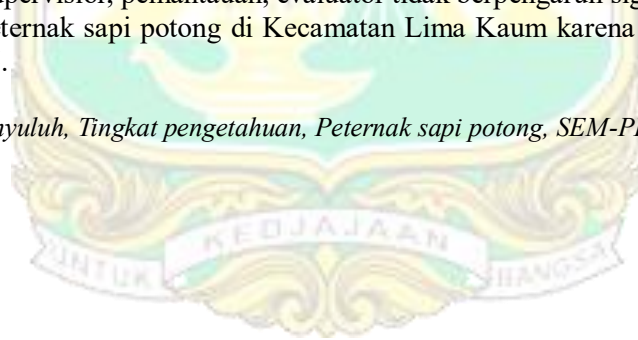 supervisor, pemantauan, evaluator tidak berpengaruh sig
eternak sapi potong di Kecamatan Lima Kaum karena
.
nyuluh, Tingkat pengetahuan, Peternak sapi potong, SEM-P
UNTUK KEDJAJAAN BANGSA